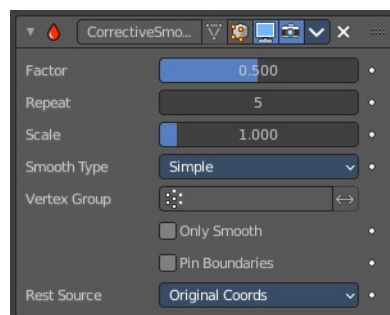 CorrectiveSmo...
Factor 0.500
Repeat 5
Scale 1.000
Smooth Type Simple
Vertex Group
Only Smooth
Pin Boundaries
Rest Source Original Coords